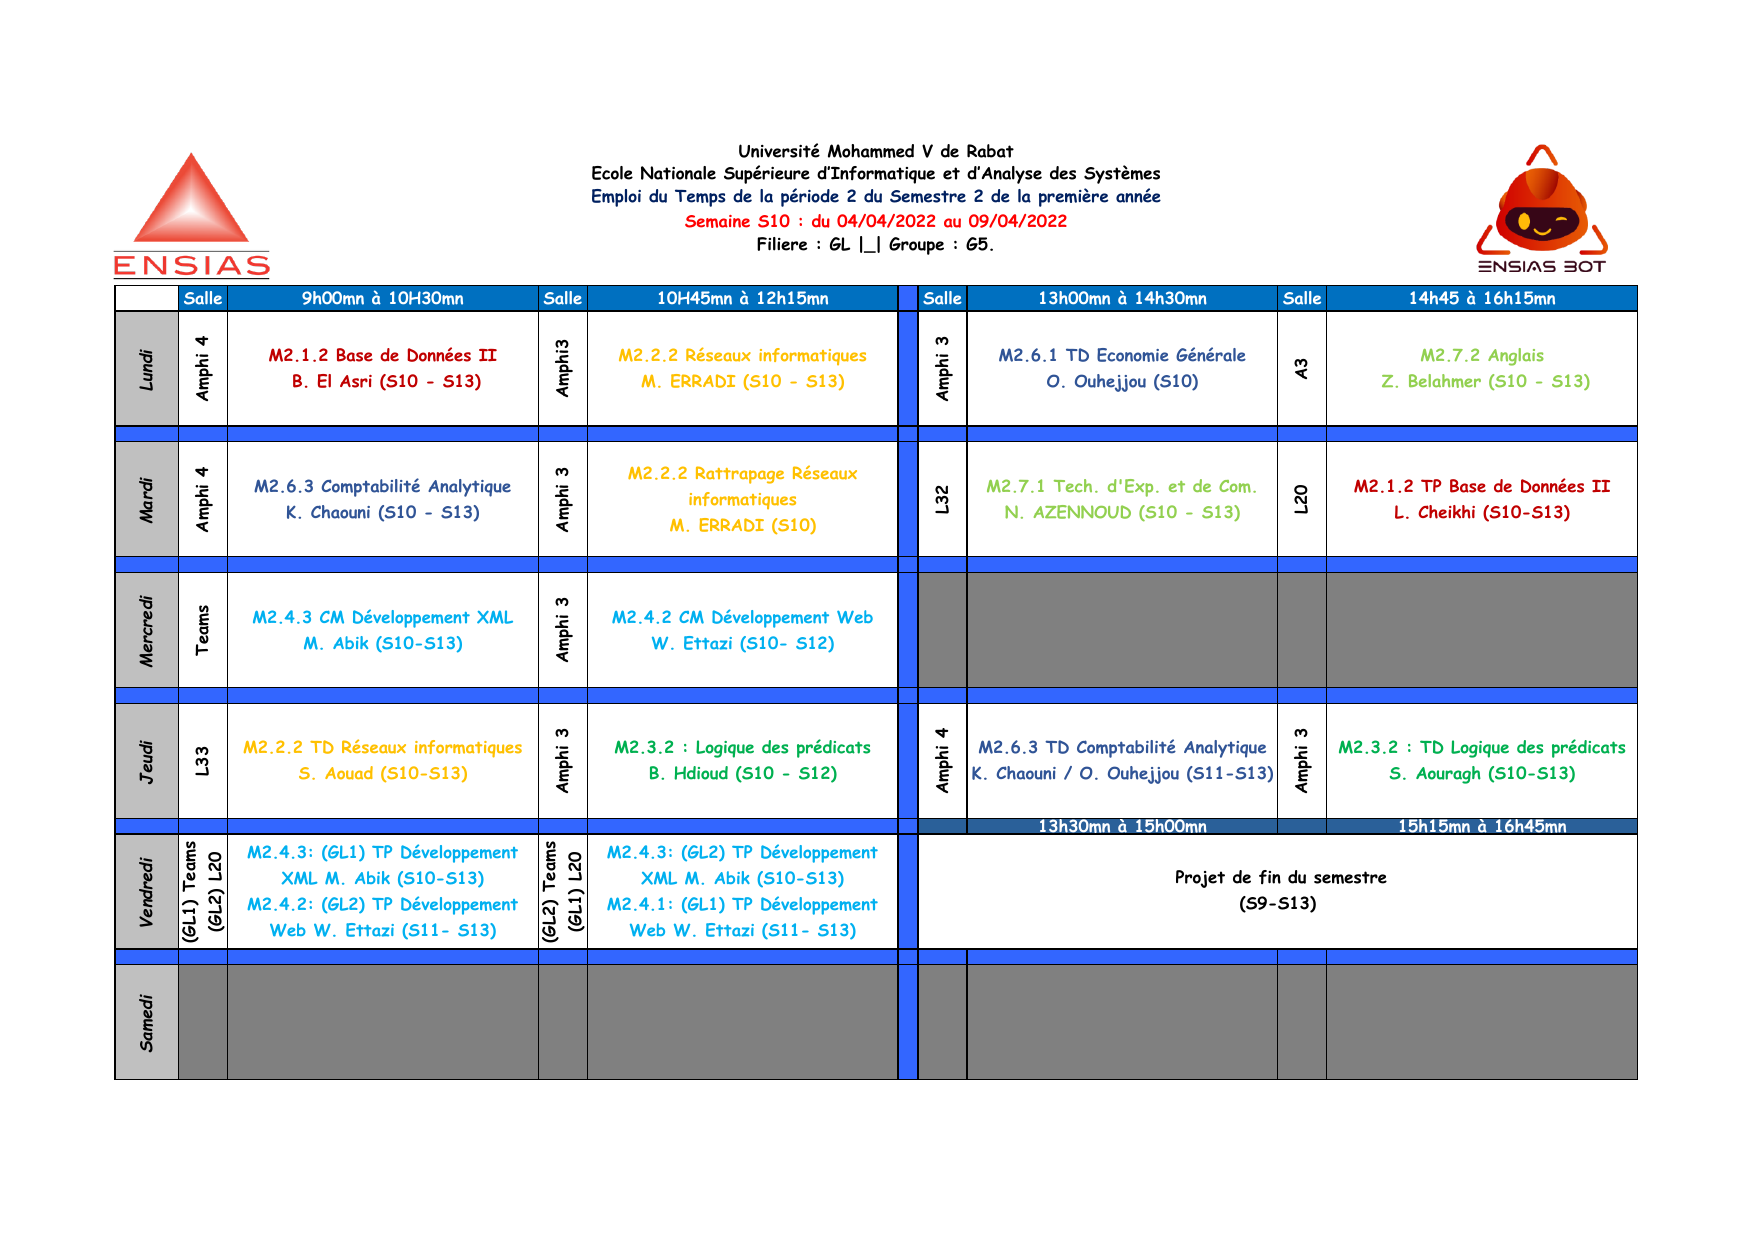 Université Mohammed V de Rabat
Ecole Nationale Supérieure d’Informatique et d’Analyse des Systèmes
Emploi du Temps de la période 2 du Semestre 2 de la première année
Semaine S10 : du 04/04/2022 au 09/04/2022
Filiere : GL |_| Groupe : G5.
ENSIAS
ENSIAS BOT
Salle 9h00mn à 10H30mn Salle 10H45mn à 12h15mn Salle 13h00mn à 14h30mn Salle 14h45 à 16h15mn
Lundi
Amphi 4
M2.1.2 Base de Données II
B. El Asri (S10 - S13)
Amphi3
M2.2.2 Réseaux informatiques
M. ERRADI (S10 - S13)
Amphi 3
M2.6.1 TD Economie Générale
O. Ouhejjou (S10)
A3
M2.7.2 Anglais
Z. Belahmer (S10 - S13)
Mardi
Amphi 4
M2.6.3 Comptabilité Analytique
K. Chaouni (S10 - S13)
Amphi 3
M2.2.2 Rattrapage Réseaux
informatiques
M. ERRADI (S10)
L32
M2.7.1 Tech. d'Exp. et de Com.
N. AZENNOUD (S10 - S13)
L20
M2.1.2 TP Base de Données II
L. Cheikhi (S10-S13)
Mercredi
Teams
M2.4.3 CM Développement XML
M. Abik (S10-S13)
Amphi 3
M2.4.2 CM Développement Web
W. Ettazi (S10- S12)
Jeudi
L33
M2.2.2 TD Réseaux informatiques
S. Aouad (S10-S13)
Amphi 3
M2.3.2 : Logique des prédicats
B. Hdioud (S10 - S12)
Amphi 4
M2.6.3 TD Comptabilité Analytique
K. Chaouni / O. Ouhejjou (S11-S13)
Amphi 3
M2.3.2 : TD Logique des prédicats
S. Aouragh (S10-S13)
13h30mn à 15h00mn 15h15mn à 16h45mn
Vendredi
(GL1) Teams
(GL2) L20
M2.4.3: (GL1) TP Développement
XML M. Abik (S10-S13)
M2.4.2: (GL2) TP Développement
Web W. Ettazi (S11- S13)
(GL2) Teams
(GL1) L20
M2.4.3: (GL2) TP Développement
XML M. Abik (S10-S13)
M2.4.1: (GL1) TP Développement
Web W. Ettazi (S11- S13)
Projet de fin du semestre
(S9-S13)
Samedi